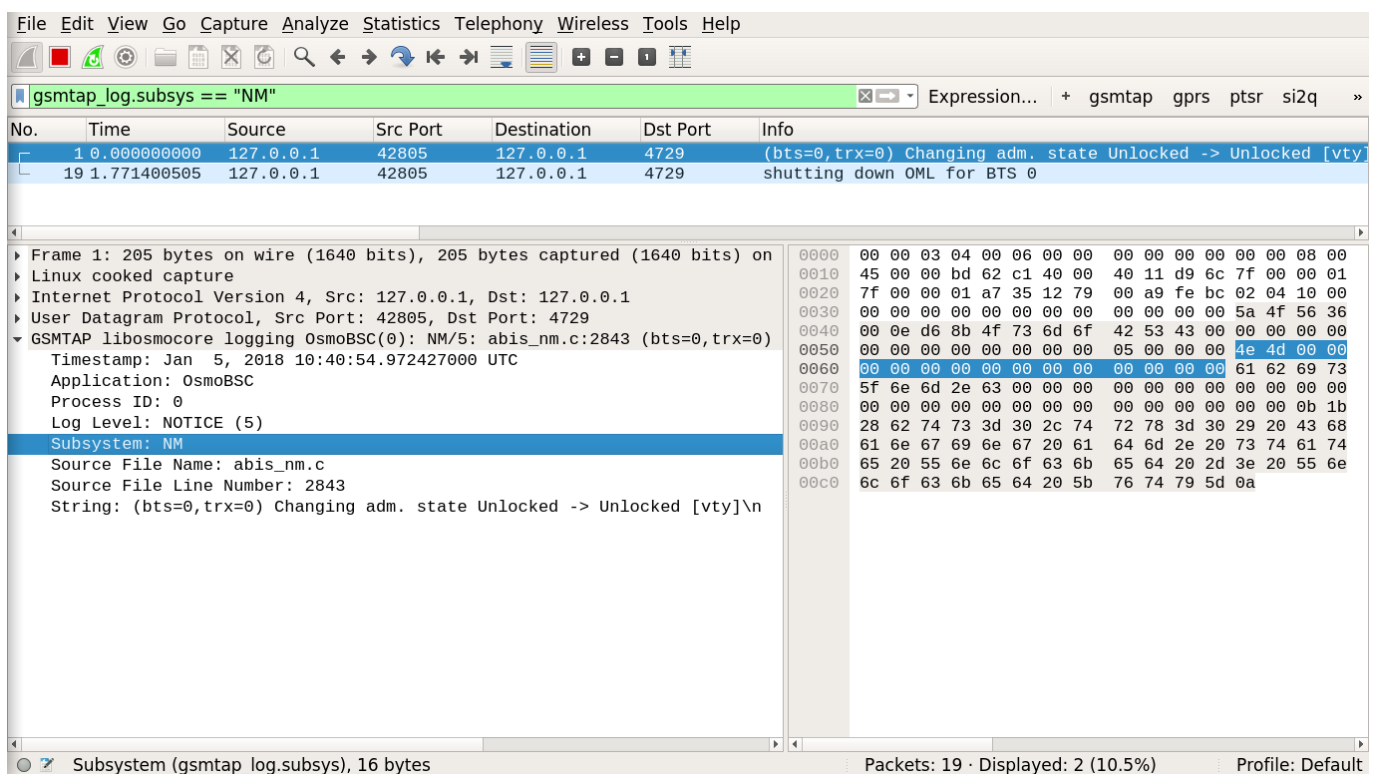 File Edit View Go Capture Analyze Statistics Telephony Wireless Tools Help
gsmtap_log.subsys == "NM" Expression... + gsmtap gprs ptsr si2q »
No. Time Source Src Port Destination Dst Port Info
1 0.000000000 127.0.0.1 42805 127.0.0.1 4729 (bts=0,trx=0) Changing adm. state Unlocked -> Unlocked [vty]
19 1.771400505 127.0.0.1 42805 127.0.0.1 4729 shutting down OML for BTS 0
Frame 1: 205 bytes on wire (1640 bits), 205 bytes captured (1640 bits) on
Linux cooked capture
Internet Protocol Version 4, Src: 127.0.0.1, Dst: 127.0.0.1
User Datagram Protocol, Src Port: 42805, Dst Port: 4729
GSMTAP libosmocore logging OsmoBSC(0): NM/5: abis_nm.c:2843 (bts=0,trx=0)
Timestamp: Jan  5, 2018 10:40:54.972427000 UTC
Application: OsmoBSC
Process ID: 0
Log Level: NOTICE (5)
Subsystem: NM
Source File Name: abis_nm.c
Source File Line Number: 2843
String: (bts=0,trx=0) Changing adm. state Unlocked -> Unlocked [vty]\n
0000 00 00 03 04 00 06 00 00 00 00 00 00 00 00 08 00
0010 45 00 00 bd 62 c1 40 00 40 11 d9 6c 7f 00 00 01
0020 7f 00 00 01 a7 35 12 79 00 a9 fe bc 02 04 10 00
0030 00 00 00 00 00 00 00 00 00 00 00 00 5a 4f 56 36
0040 00 0e d6 8b 4f 73 6d 6f 42 53 43 00 00 00 00 00
0050 00 00 00 00 00 00 00 00 05 00 00 00 4e 4d 00 00
0060 00 00 00 00 00 00 00 00 00 00 00 00 61 62 69 73
0070 5f 6e 6d 2e 63 00 00 00 00 00 00 00 00 00 00 00
0080 00 00 00 00 00 00 00 00 00 00 00 00 00 00 0b 1b
0090 28 62 74 73 3d 30 2c 74 72 78 3d 30 29 20 43 68
00a0 61 6e 67 69 6e 67 20 61 64 6d 2e 20 73 74 61 74
00b0 65 20 55 6e 6c 6f 63 6b 65 64 20 2d 3e 20 55 6e
00c0 6c 6f 63 6b 65 64 20 5b 76 74 79 5d 0a
Subsystem (gsmtap_log.subsys), 16 bytes Packets: 19 · Displayed: 2 (10.5%) Profile: Default